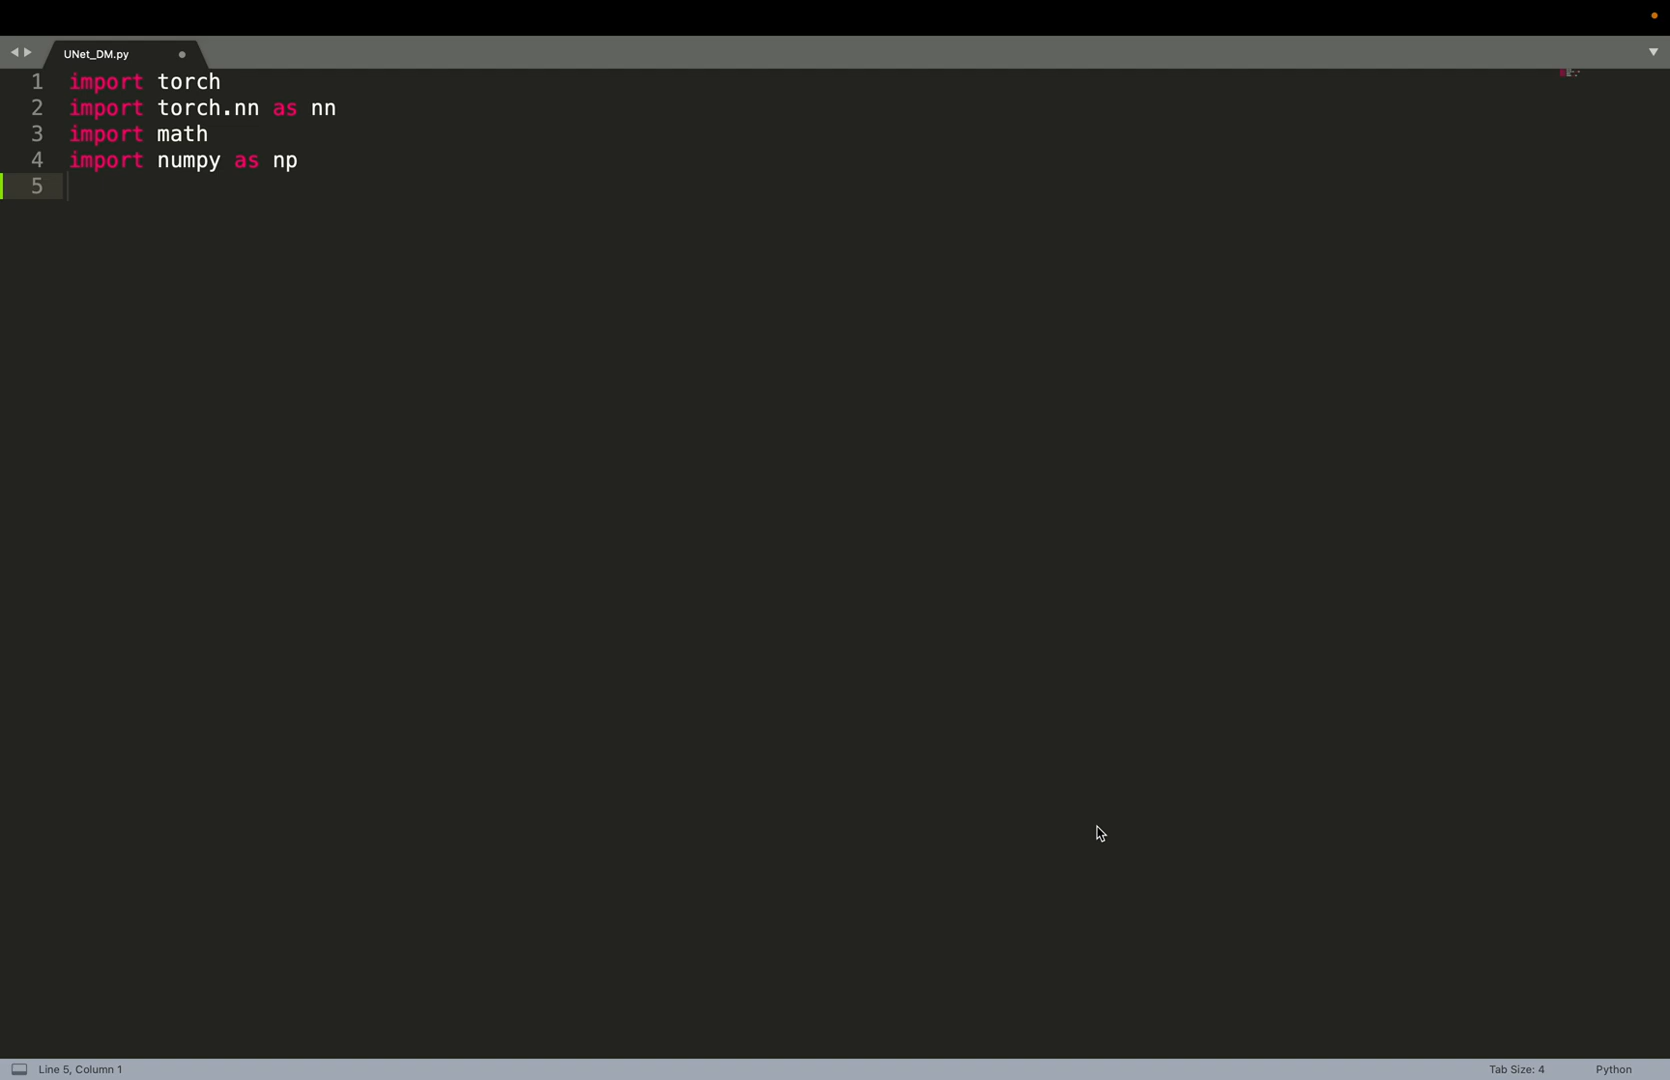 UNet_DM.py
1 import torch
2 import torch.nn as nn
3 import math
4 import numpy as np
5
Line 5, Column 1
Tab Size: 4
Python